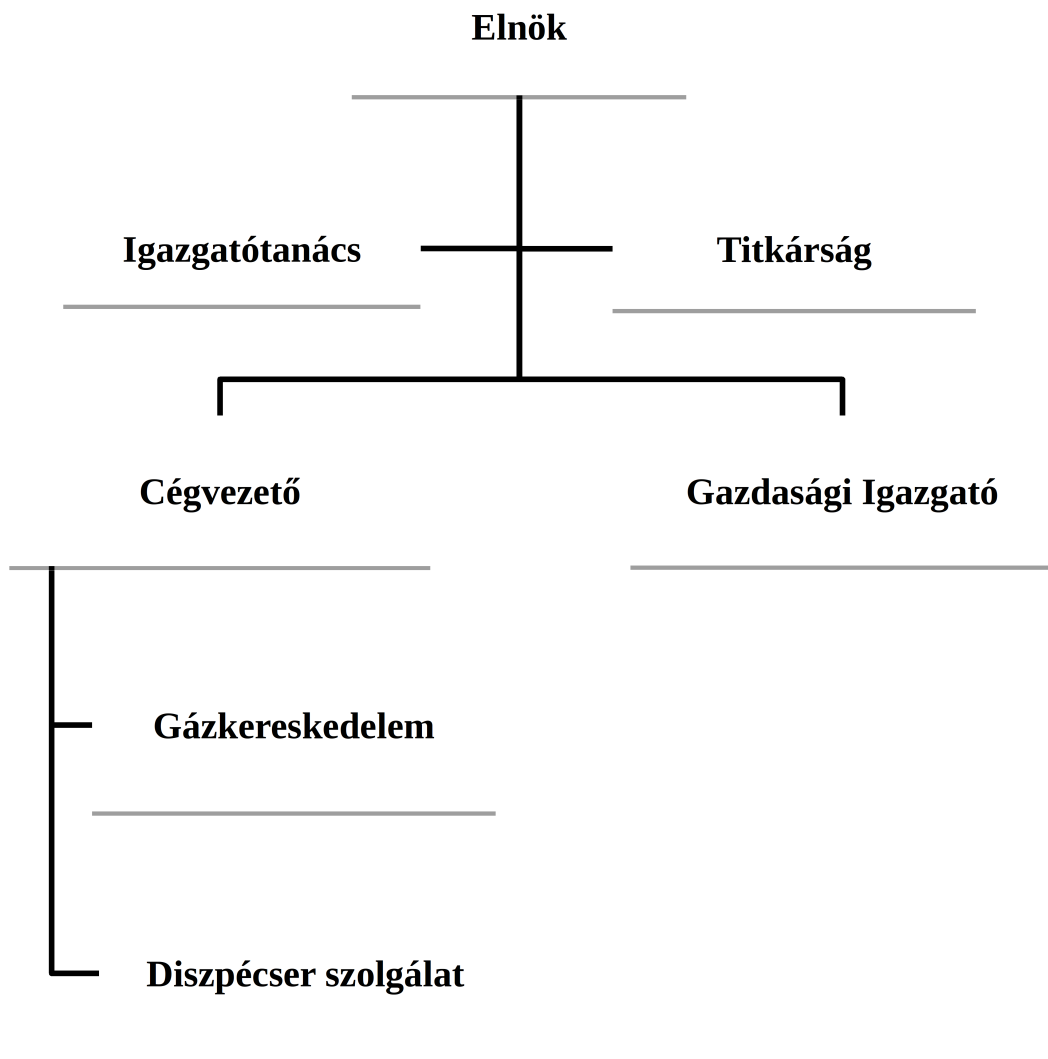 Elnök
Igazgatótanács
Titkárság
Cégvezető
Gazdasági Igazgató
Gázkereskedelem
Diszpécser szolgálat